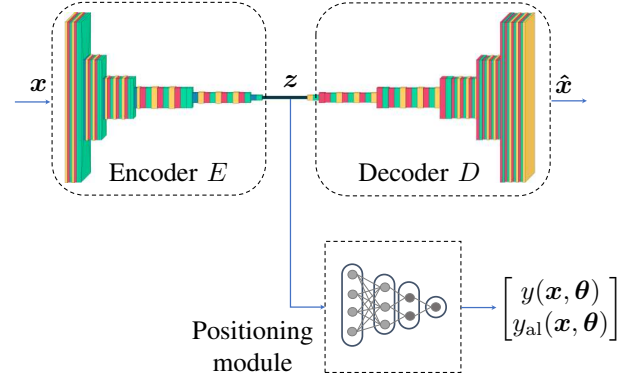 x
z
x̂
Encoder E
Decoder D
Positioning
module
y(x, θ)
y_al(x, θ)